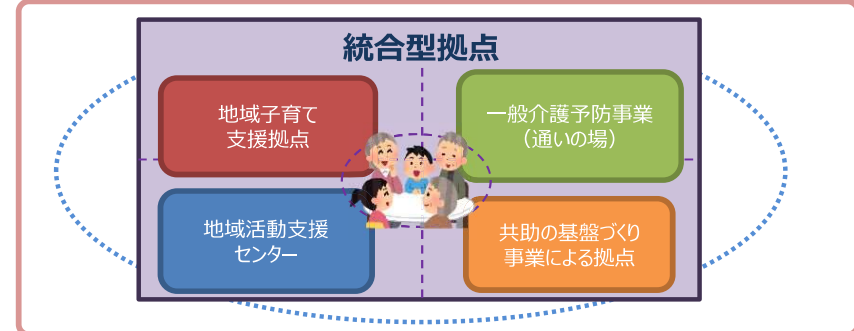 統合型拠点
地域子育て
支援拠点
一般介護予防事業
（通いの場）
地域活動支援
センター
共助の基盤づくり
事業による拠点